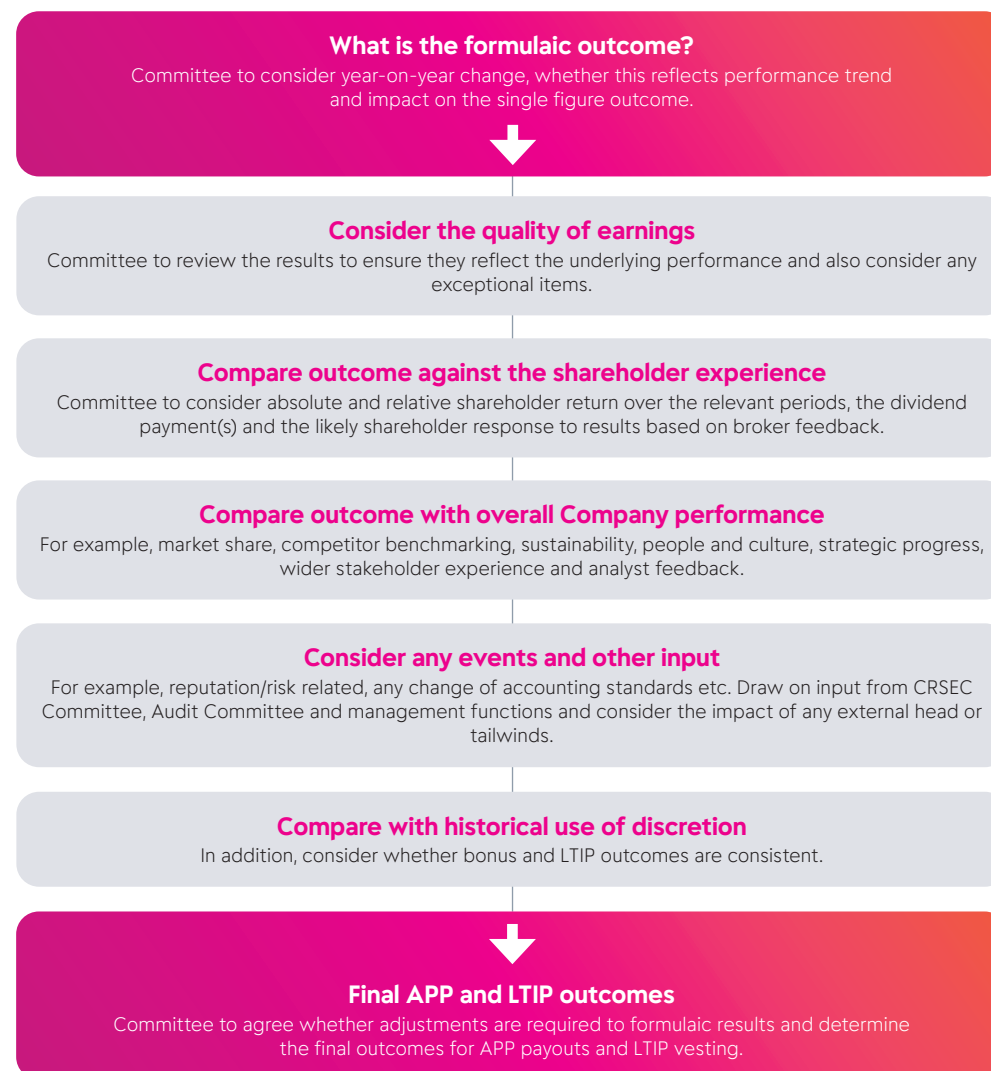 What is the formulaic outcome?
Committee to consider year-on-year change, whether this reflects performance trend
and impact on the single figure outcome.
Consider the quality of earnings
Committee to review the results to ensure they reflect the underlying performance and also consider any
exceptional items.
Compare outcome against the shareholder experience
Committee to consider absolute and relative shareholder return over the relevant periods, the dividend
payment(s) and the likely shareholder response to results based on broker feedback.
Compare outcome with overall Company performance
For example, market share, competitor benchmarking, sustainability, people and culture, strategic progress,
wider stakeholder experience and analyst feedback.
Consider any events and other input
For example, reputation/risk related, any change of accounting standards etc. Draw on input from CRSEC
Committee, Audit Committee and management functions and consider the impact of any external head or
tailwinds.
Compare with historical use of discretion
In addition, consider whether bonus and LTIP outcomes are consistent.
Final APP and LTIP outcomes
Committee to agree whether adjustments are required to formulaic results and determine
the final outcomes for APP payouts and LTIP vesting.